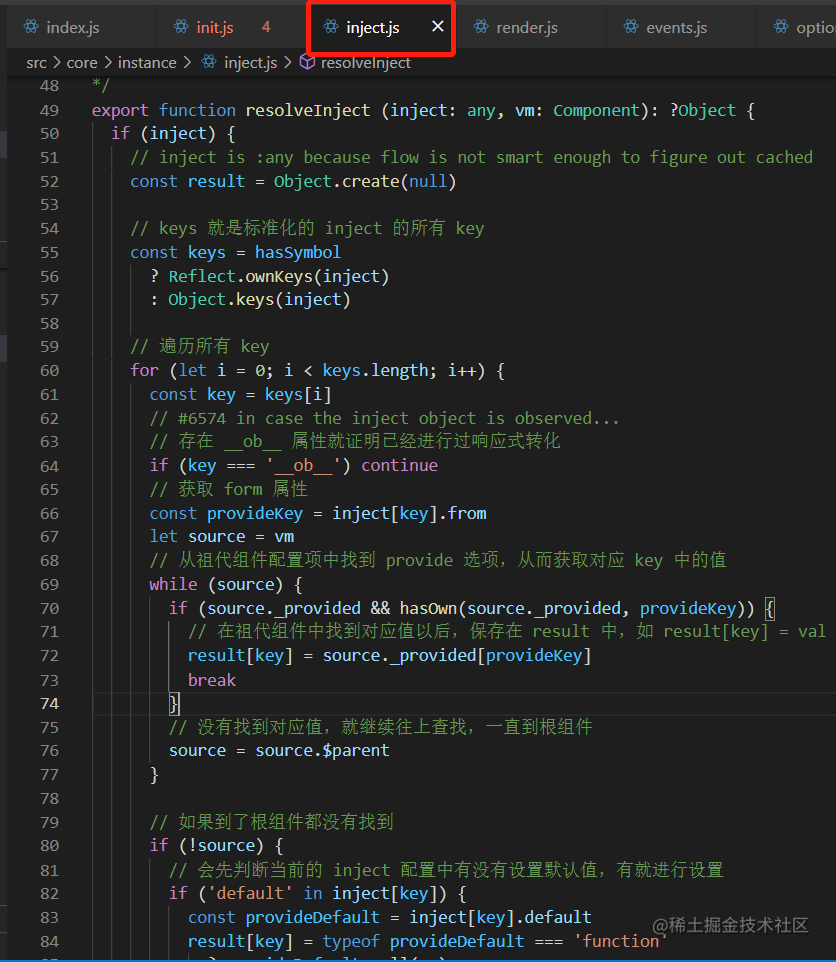 index.js init.js 4 inject.js × render.js events.js optio
src > core > instance > inject.js > resolveInject
48 */
49 export function resolveInject (inject: any, vm: Component): ?Object {
50 if (inject) {
51 // inject is :any because flow is not smart enough to figure out cached
52 const result = Object.create(null)
53
54 // keys 就是标准化的 inject 的所有 key
55 const keys = hasSymbol
56 ? Reflect.ownKeys(inject)
57 : Object.keys(inject)
58
59 // 遍历所有 key
60 for (let i = 0; i < keys.length; i++) {
61 const key = keys[i]
62 // #6574 in case the inject object is observed...
63 // 存在 __ob__ 属性就证明已经进行过响应式转化
64 if (key === '__ob__') continue
65 // 获取 form 属性
66 const provideKey = inject[key].from
67 let source = vm
68 // 从祖代组件配置项中找到 provide 选项，从而获取对应 key 中的值
69 while (source) {
70 if (source._provided && hasOwn(source._provided, provideKey)) {
71 // 在祖代组件中找到对应值以后，保存在 result 中，如 result[key] = val
72 result[key] = source._provided[provideKey]
73 break
74 }
75 // 没有找到对应值，就继续往上查找，一直到根组件
76 source = source.$parent
77 }
78
79 // 如果到了根组件都没有找到
80 if (!source) {
81 // 会先判断当前的 inject 配置中有没有设置默认值，有就进行设置
82 if ('default' in inject[key]) {
83 const provideDefault = inject[key].default
84 result[key] = typeof provideDefault === 'function'
@稀土掘金技术社区